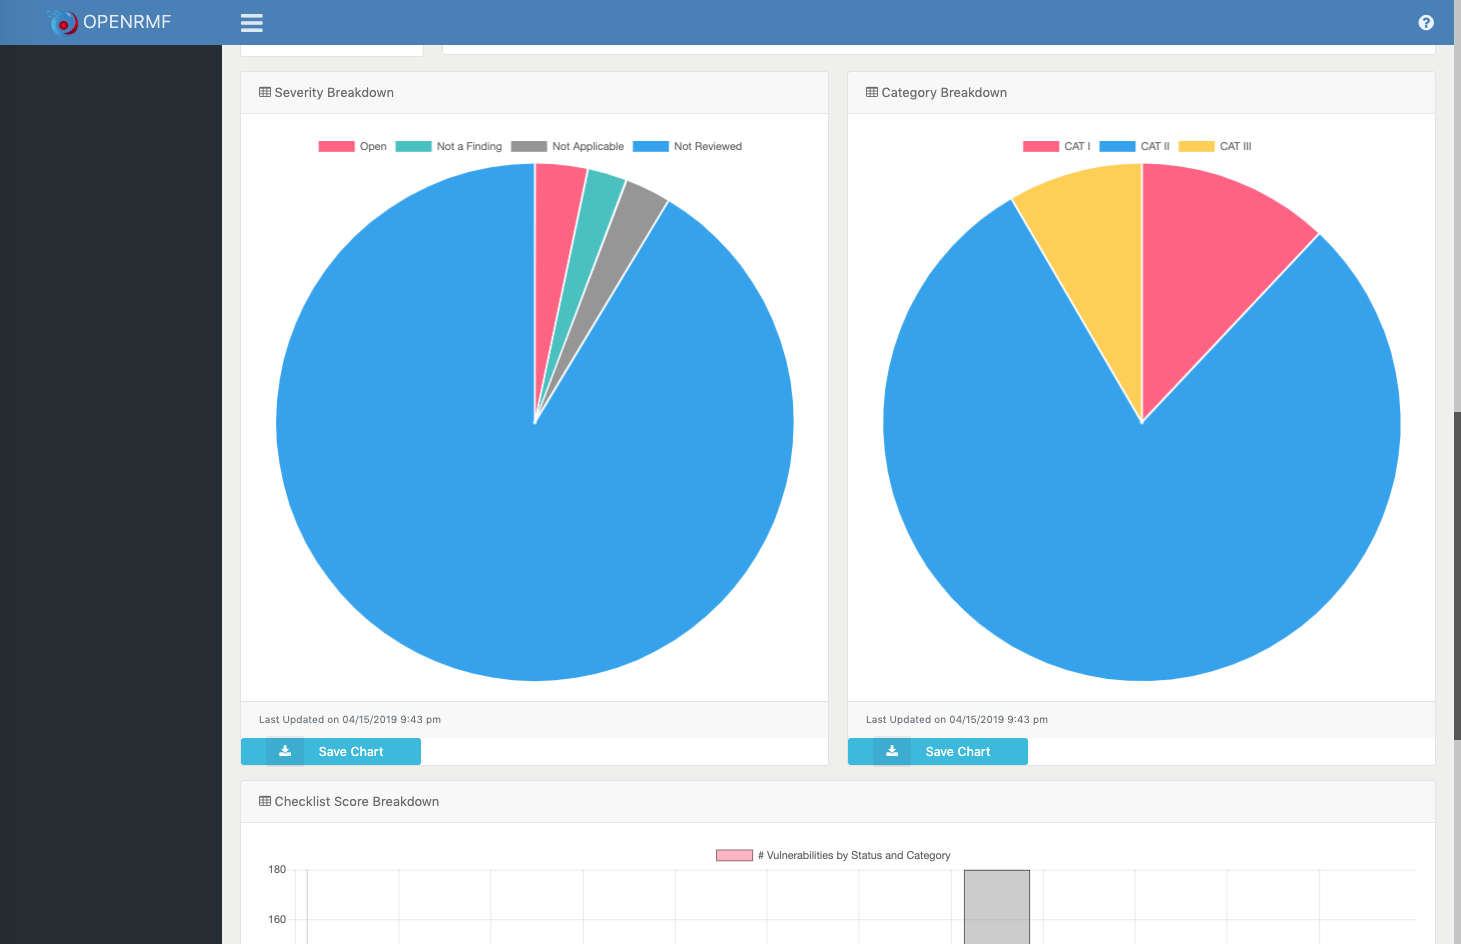 OPENRMF
Severity Breakdown
Open Not a Finding Not Applicable Not Reviewed
Last Updated on 04/15/2019 9:43 pm
Save Chart
Category Breakdown
CAT I CAT II CAT III
Last Updated on 04/15/2019 9:43 pm
Save Chart
Checklist Score Breakdown
# Vulnerabilities by Status and Category
180
160